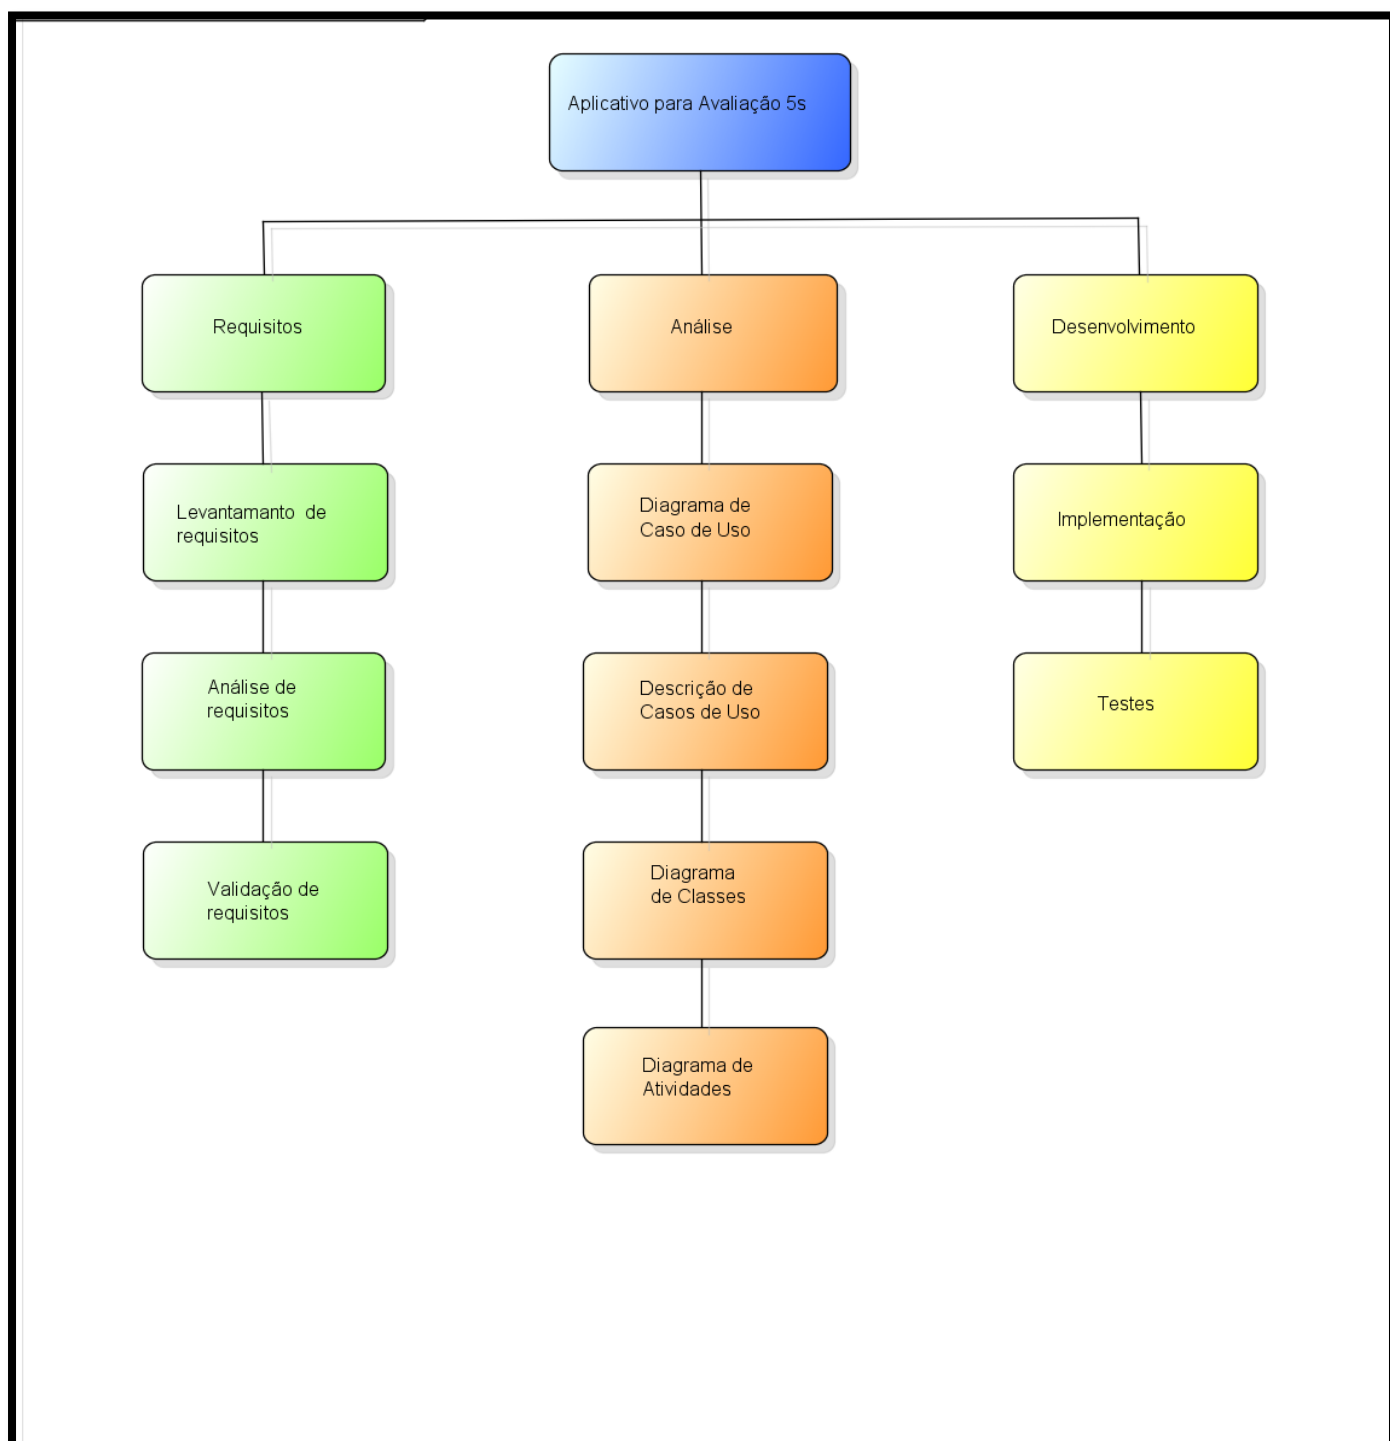 Aplicativo para Avaliação 5s
Requisitos
Análise
Desenvolvimento
Levantamanto  de
requisitos
Diagrama de
Caso de Uso
Implementação
Análise de
requisitos
Descrição de
Casos de Uso
Testes
Validação de
requisitos
Diagrama
de Classes
Diagrama de
Atividades